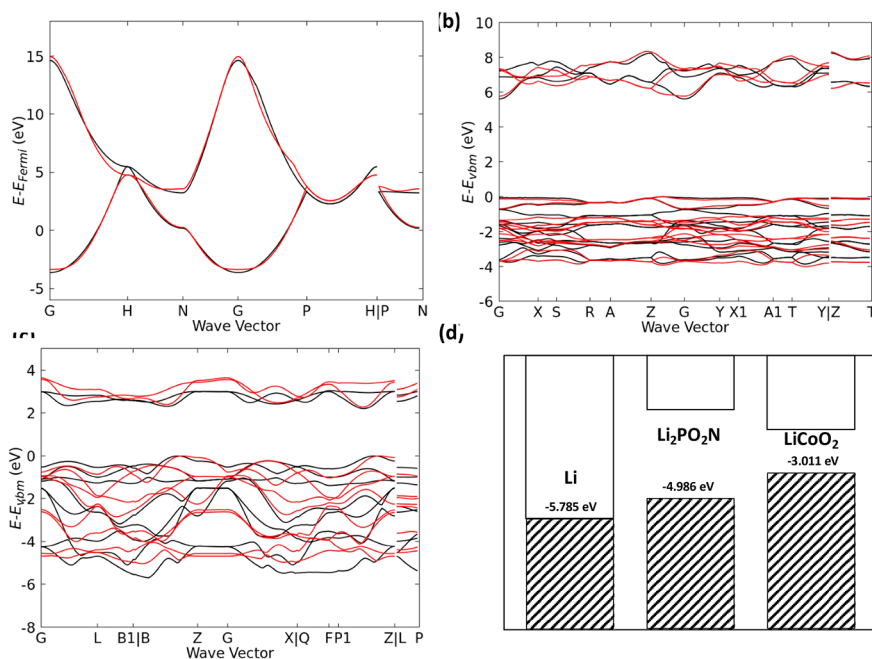 15
10
5
0
-5
E-E_Fermi (eV)
G H N G P H|P N
Wave Vector
(b)
10
8
6
4
2
0
-2
-4
-6
E-E_vbm (eV)
G X S R A Z G Y X1 A1 T Y|Z T
Wave Vector
4
2
0
-2
-4
-6
-8
E-E_vbm (eV)
G L B1|B Z G X|Q F P1 Z|L P
Wave Vector
(d)
Li
-5.785 eV
Li₂PO₂N
-4.986 eV
LiCoO₂
-3.011 eV